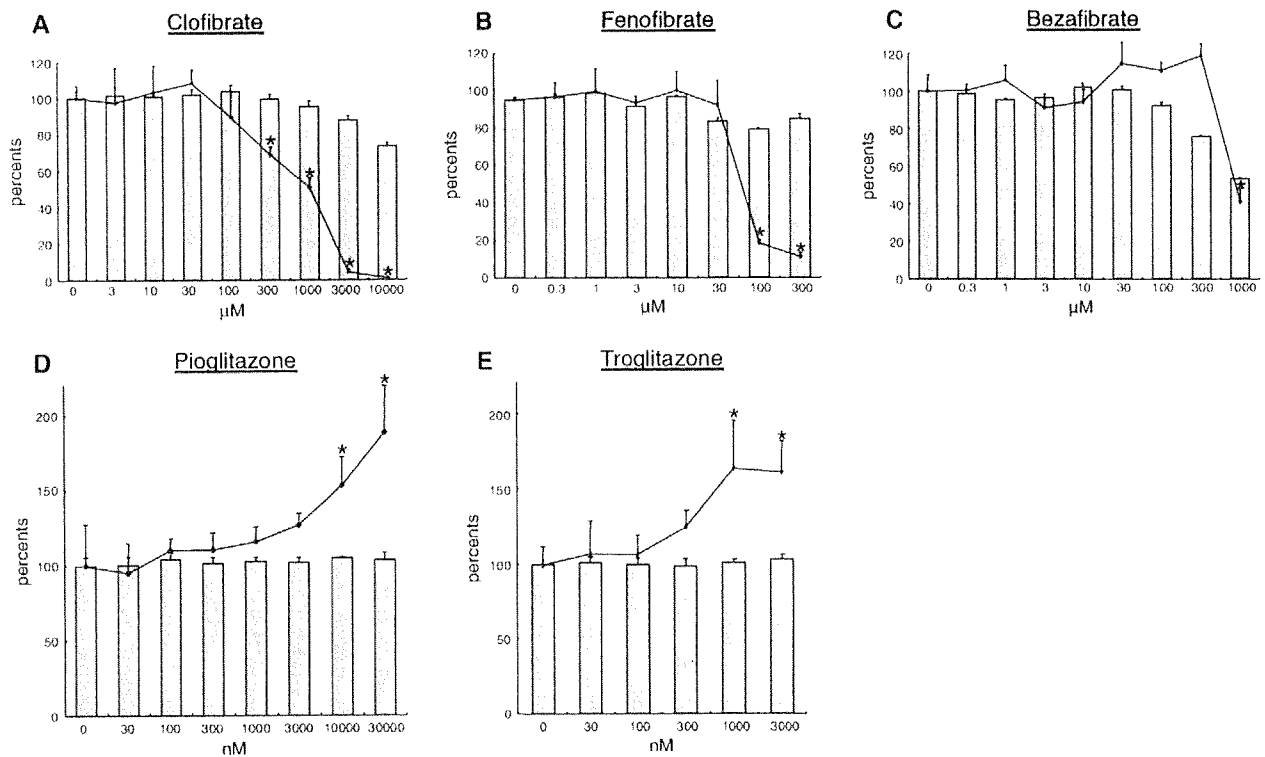 A
Clofibrate
percents
120
100
80
60
40
20
0
* * * *
0 3 10 30 100 300 1000 3000 10000
µM
B
Fenofibrate
percents
120
100
80
60
40
20
0
* *
0 0.3 1 3 10 30 100 300
µM
C
Bezafibrate
percents
120
100
80
60
40
20
0
*
0 0.3 1 3 10 30 100 300 1000
µM
D
Pioglitazone
percents
200
150
100
50
0
* *
0 30 100 300 1000 3000 10000 30000
nM
E
Troglitazone
percents
200
150
100
50
0
* *
0 30 100 300 1000 3000
nM